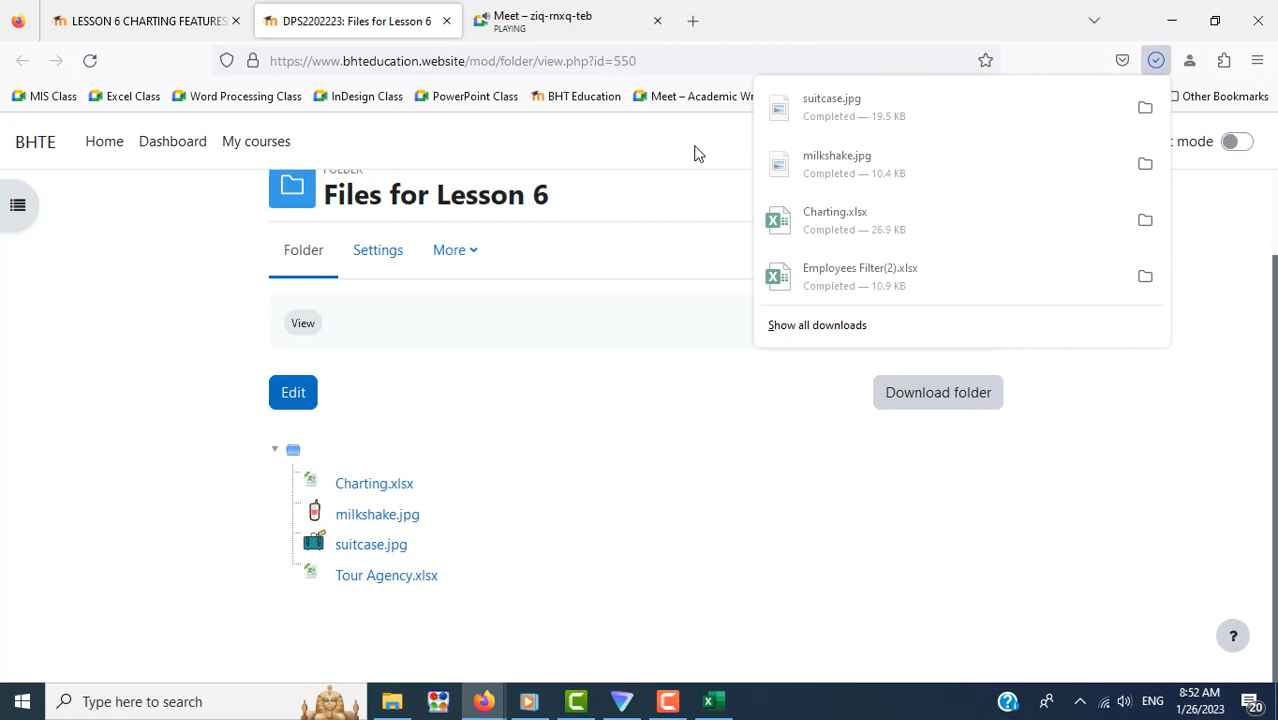 LESSON 6 CHARTING FEATURES
DPS2202223: Files for Lesson 6
Meet – ziq-rnxq-teb
PLAYING
https://www.bhteducation.website/mod/folder/view.php?id=550
MIS Class
Excel Class
Word Processing Class
InDesign Class
PowerPoint Class
BHT Education
Meet – Academic Wr
Other Bookmarks
BHTE
Home
Dashboard
My courses
t mode
suitcase.jpg
Completed — 19.5 KB
milkshake.jpg
Completed — 10.4 KB
Charting.xlsx
Completed — 26.9 KB
Employees Filter(2).xlsx
Completed — 10.9 KB
Show all downloads
FOLDER
Files for Lesson 6
Folder
Settings
More
View
Edit
Download folder
Charting.xlsx
milkshake.jpg
suitcase.jpg
Tour Agency.xlsx
?
Type here to search
ENG
8:52 AM
1/26/2023
20